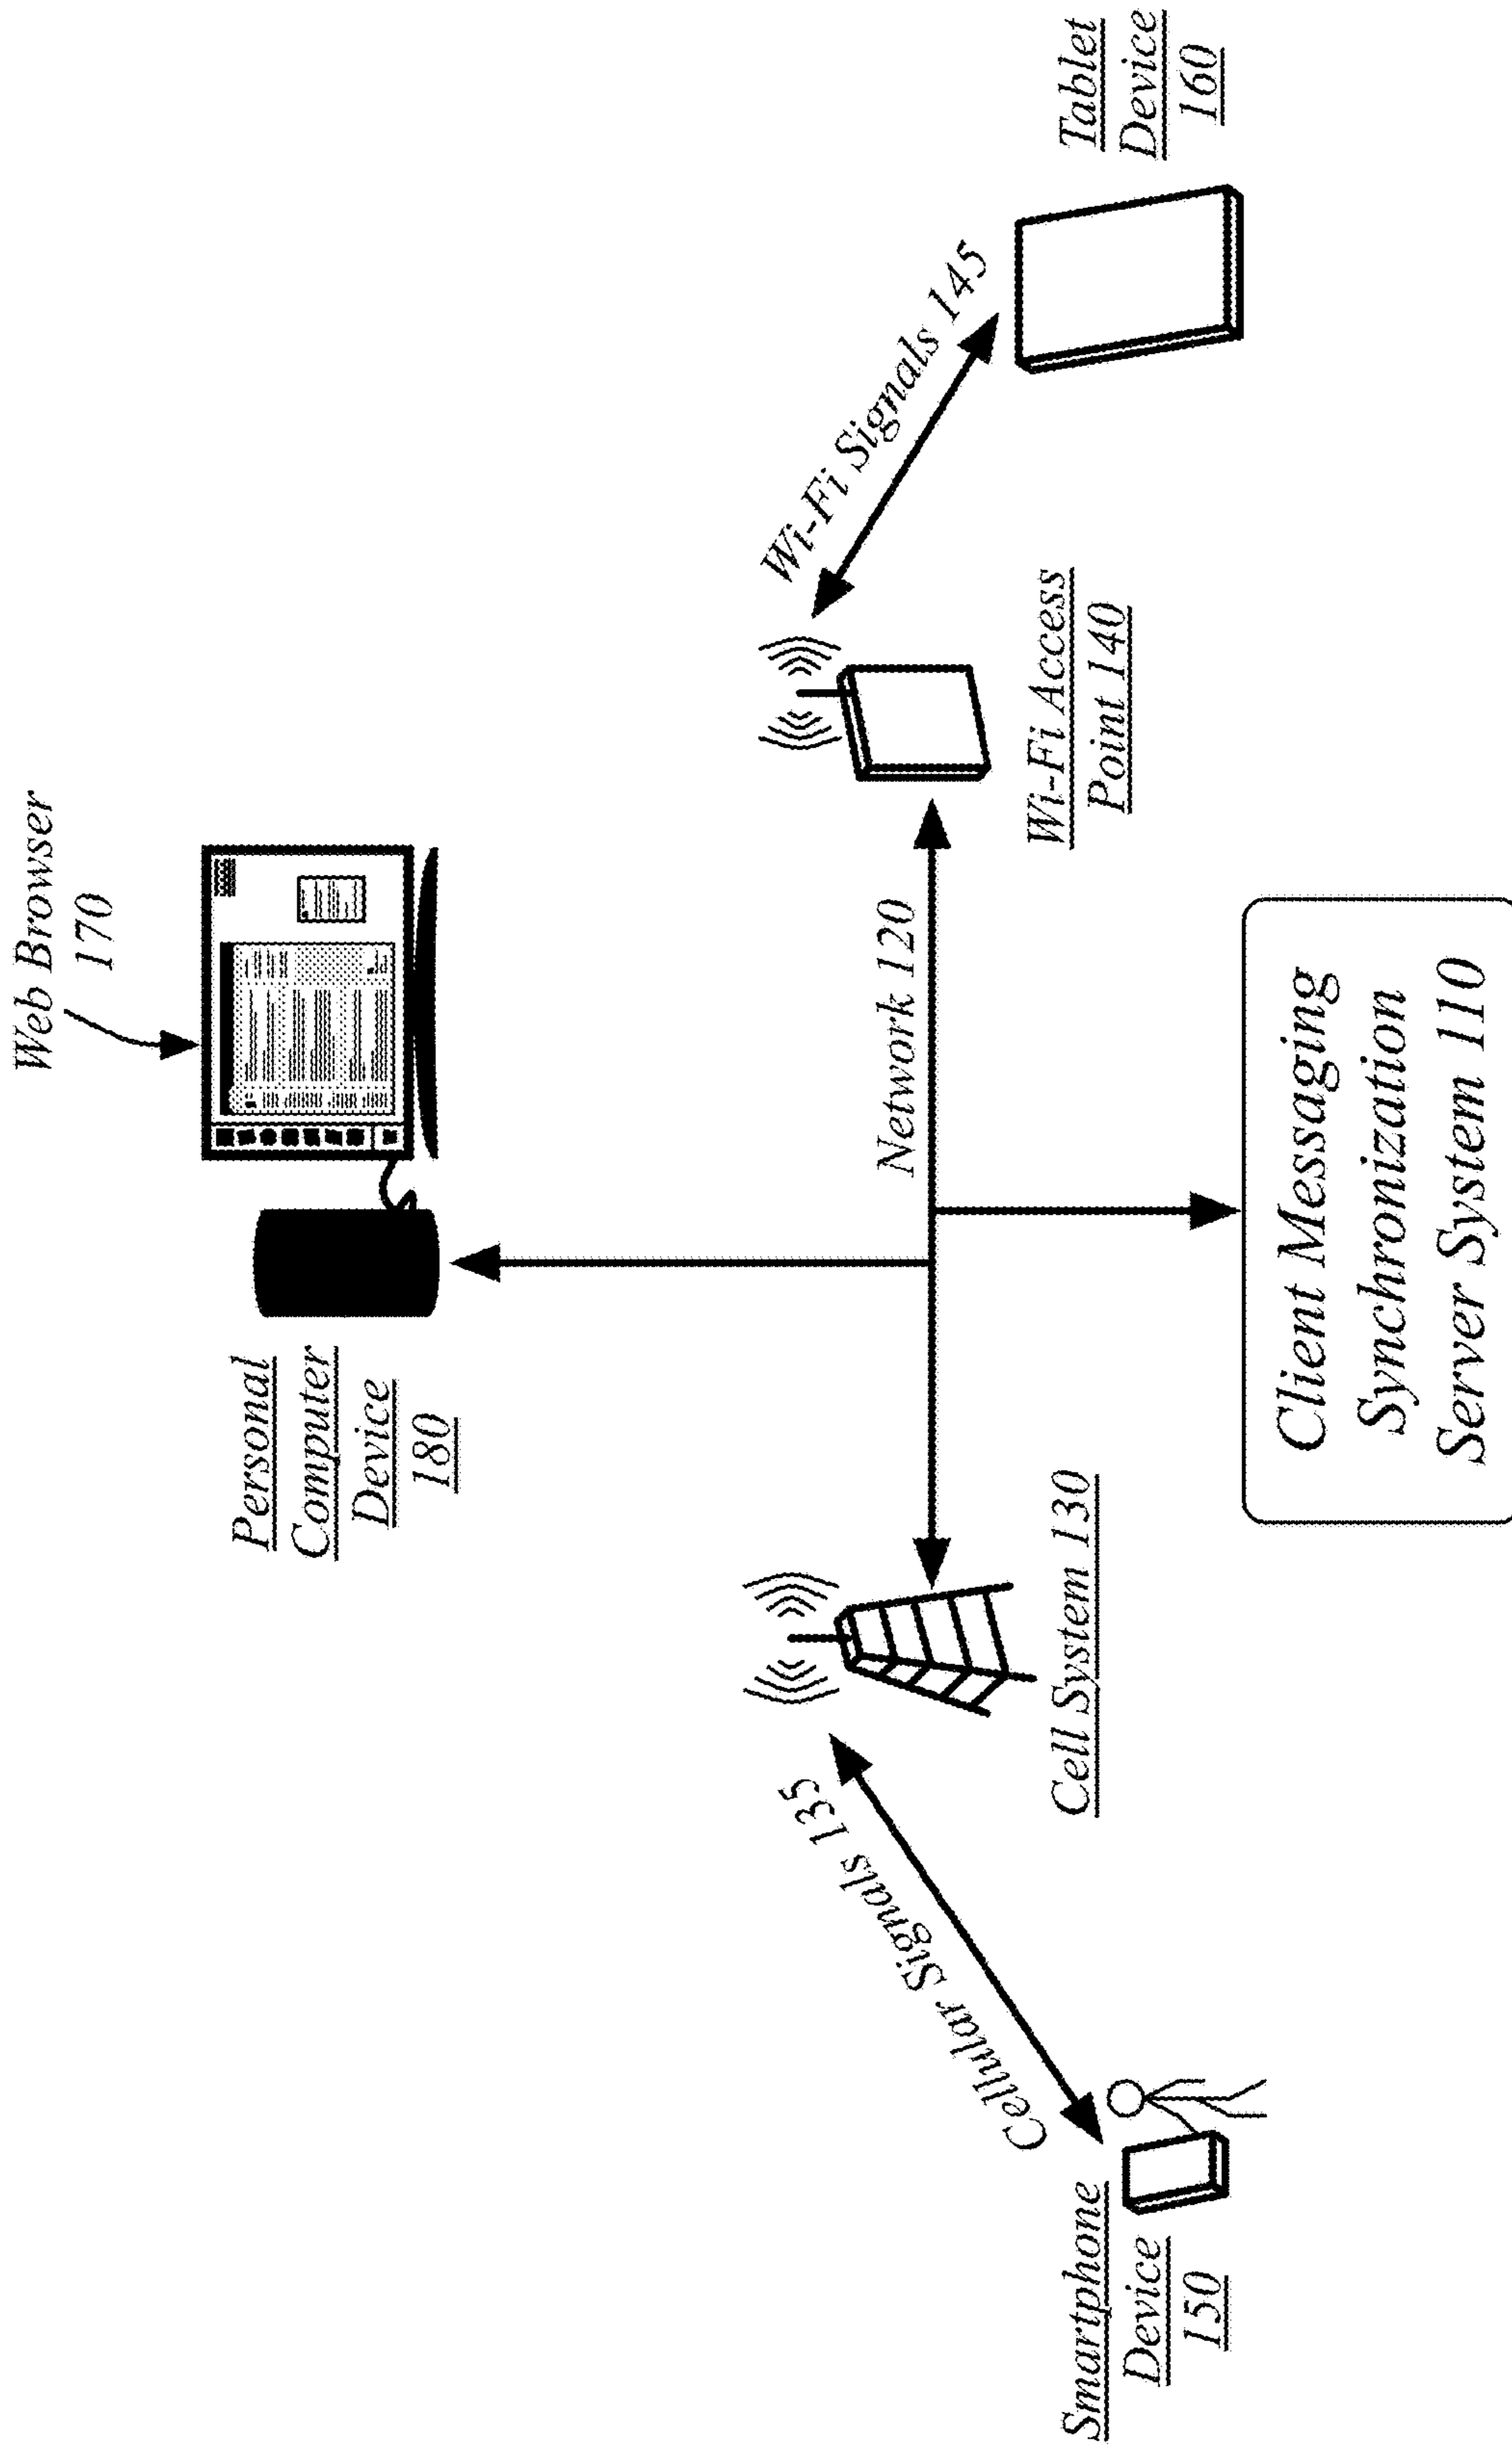 Web Browser
170
Personal
Computer
Device
180
Cellular Signals 135
Network 120
Wi-Fi Signals 145
Smartphone
Device
150
Cell System 130
Wi-Fi Access
Point 140
Tablet
Device
160
Client Messaging
Synchronization
Server System 110